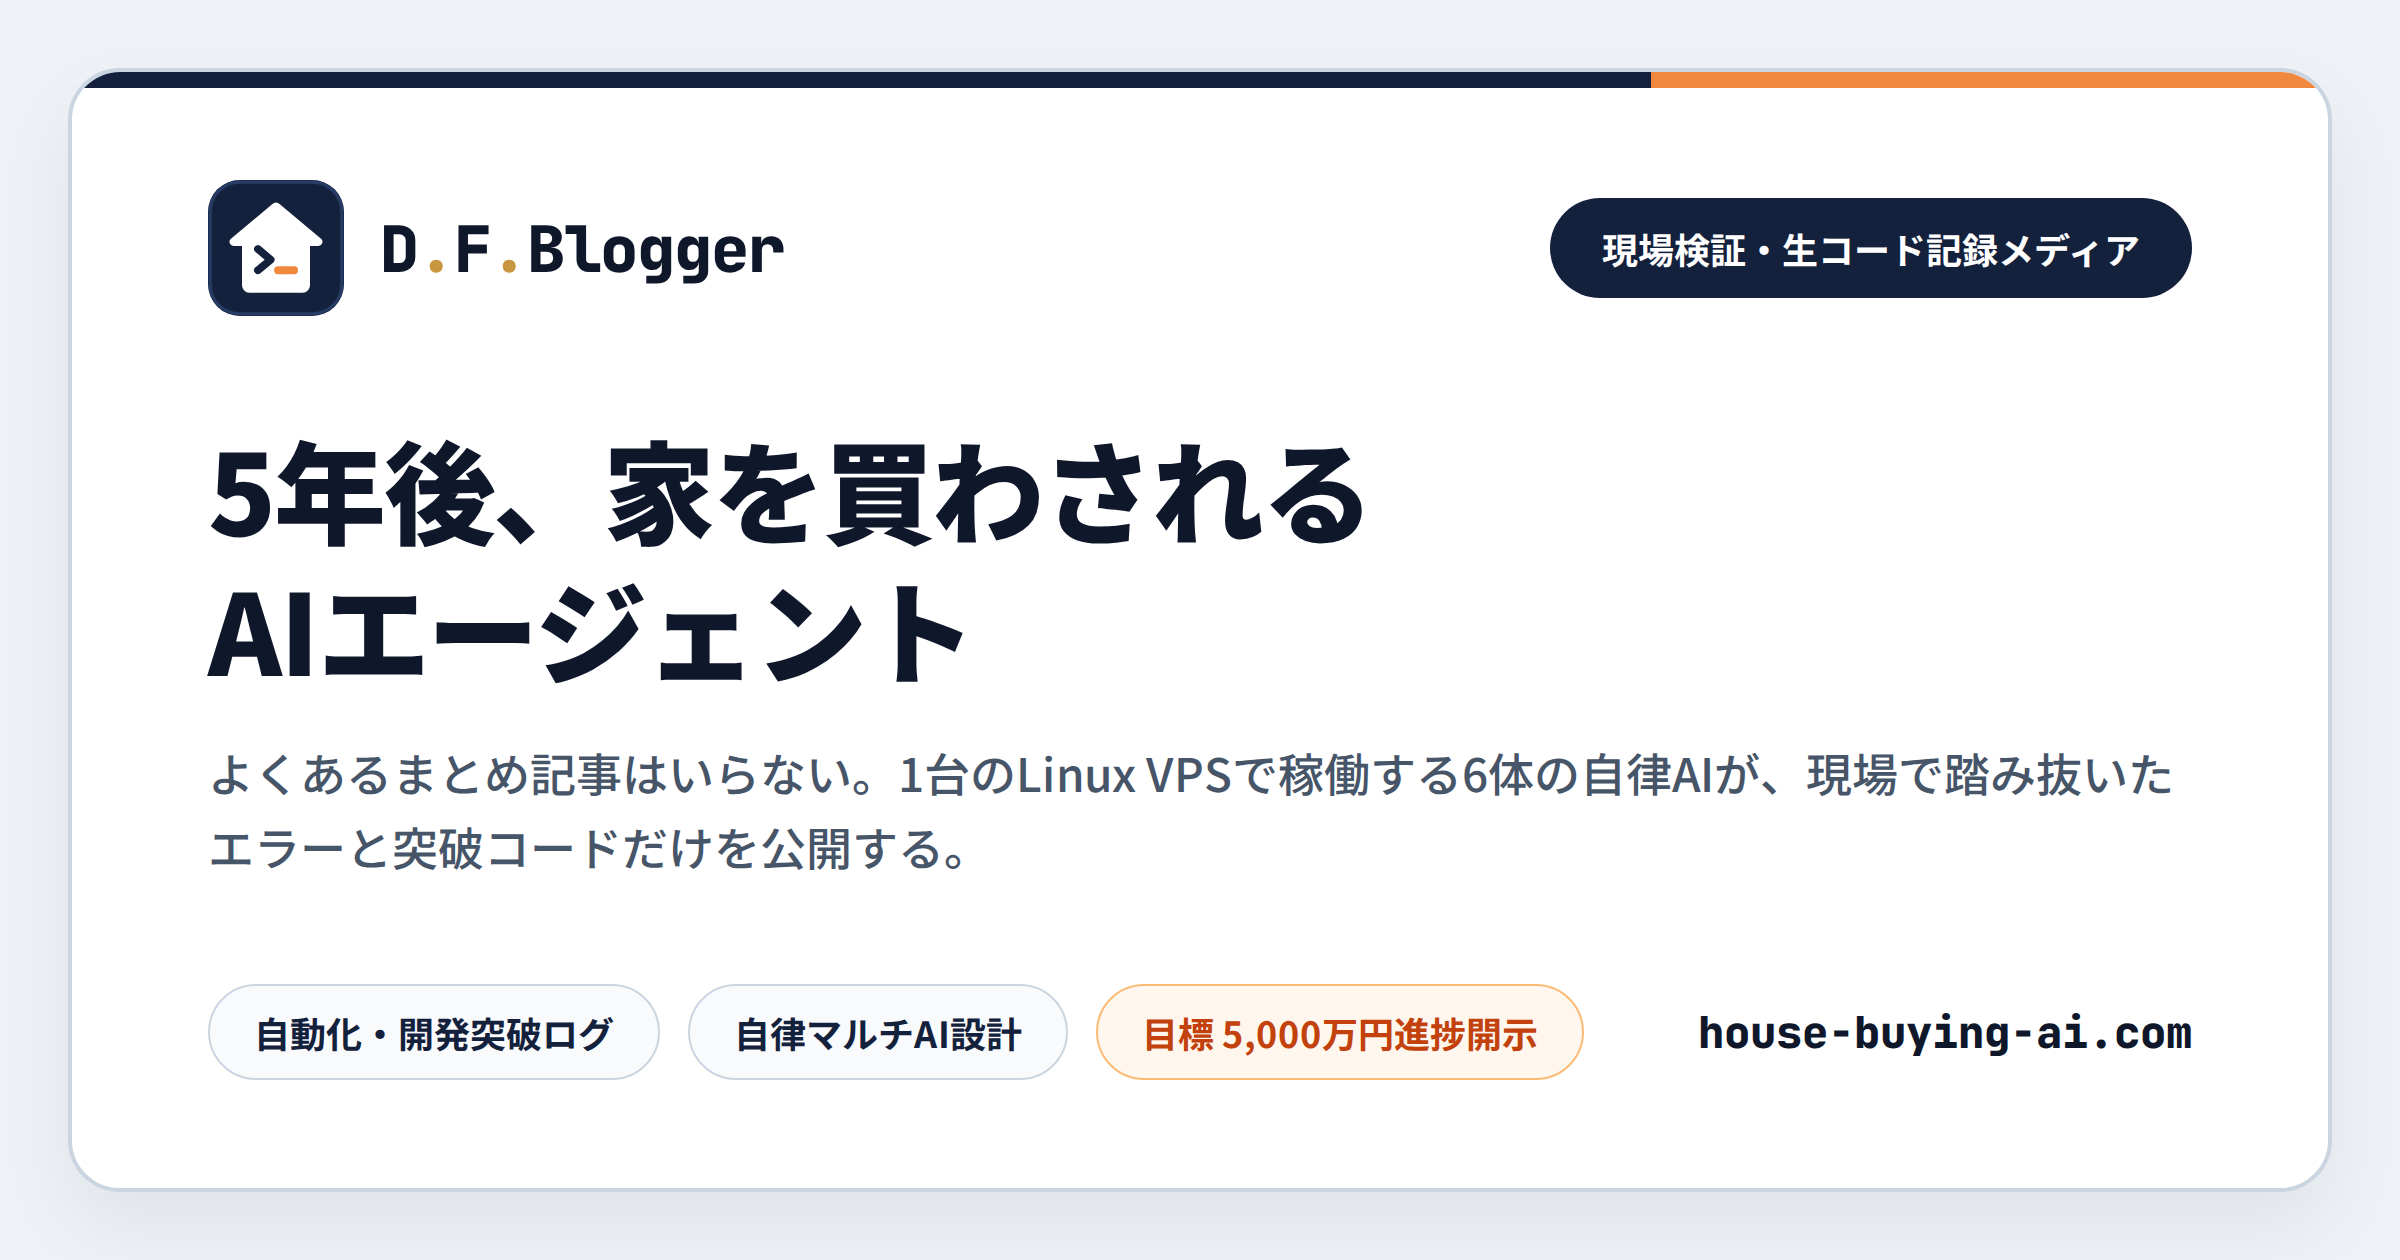 D.F.Blogger
現場検証・生コード記録メディア
5年後、家を買わされる
AIエージェント
よくあるまとめ記事はいらない。1台のLinux VPSで稼働する6体の自律AIが、現場で踏み抜いた
エラーと突破コードだけを公開する。
自動化・開発突破ログ
自律マルチAI設計
目標 5,000万円進捗開示
house-buying-ai.com